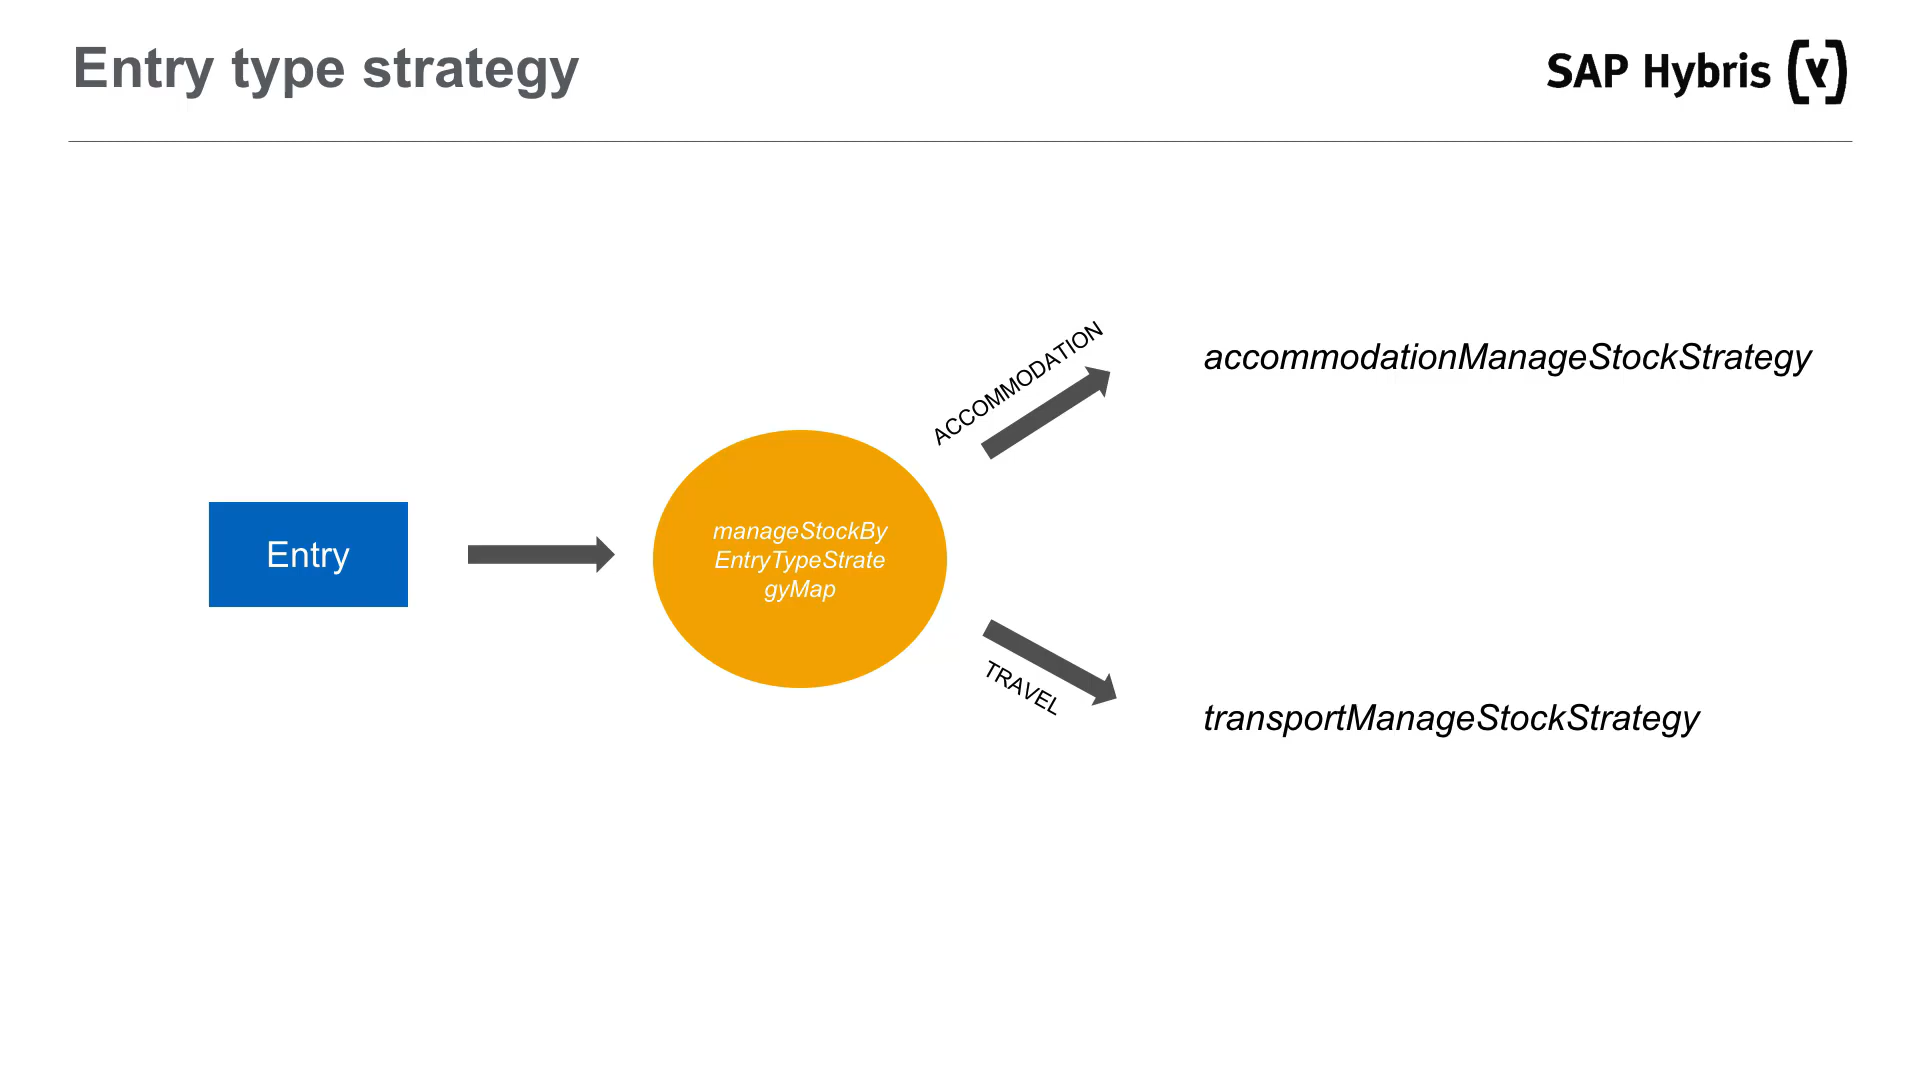 Entry type strategy
SAP Hybris
ACCOMMODATION
accommodationManageStockStrategy
Entry
manageStockBy
EntryTypeStrate
gyMap
TRAVEL
transportManageStockStrategy